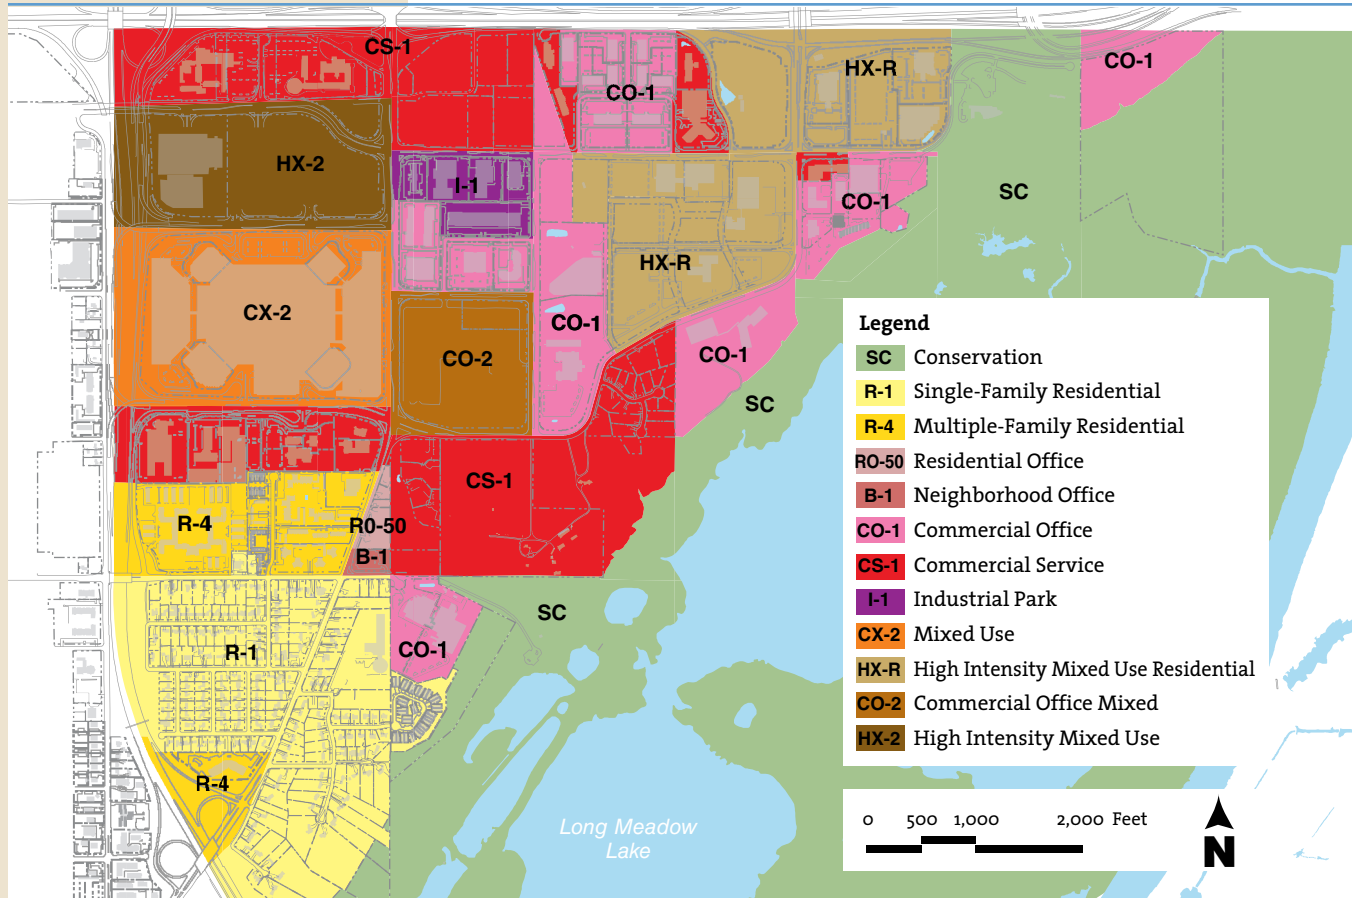 CS-1
CO-1
HX-R
CO-1
HX-2
I-1
SC
CO-1
HX-R
CX-2
CO-1
CO-2
CO-1
SC
CS-1
R-4
R0-50
B-1
SC
R-1
CO-1
R-4
Long Meadow
Lake
Legend
SC Conservation
R-1 Single-Family Residential
R-4 Multiple-Family Residential
RO-50 Residential Office
B-1 Neighborhood Office
CO-1 Commercial Office
CS-1 Commercial Service
I-1 Industrial Park
CX-2 Mixed Use
HX-R High Intensity Mixed Use Residential
CO-2 Commercial Office Mixed
HX-2 High Intensity Mixed Use
0 500 1,000 2,000 Feet
N